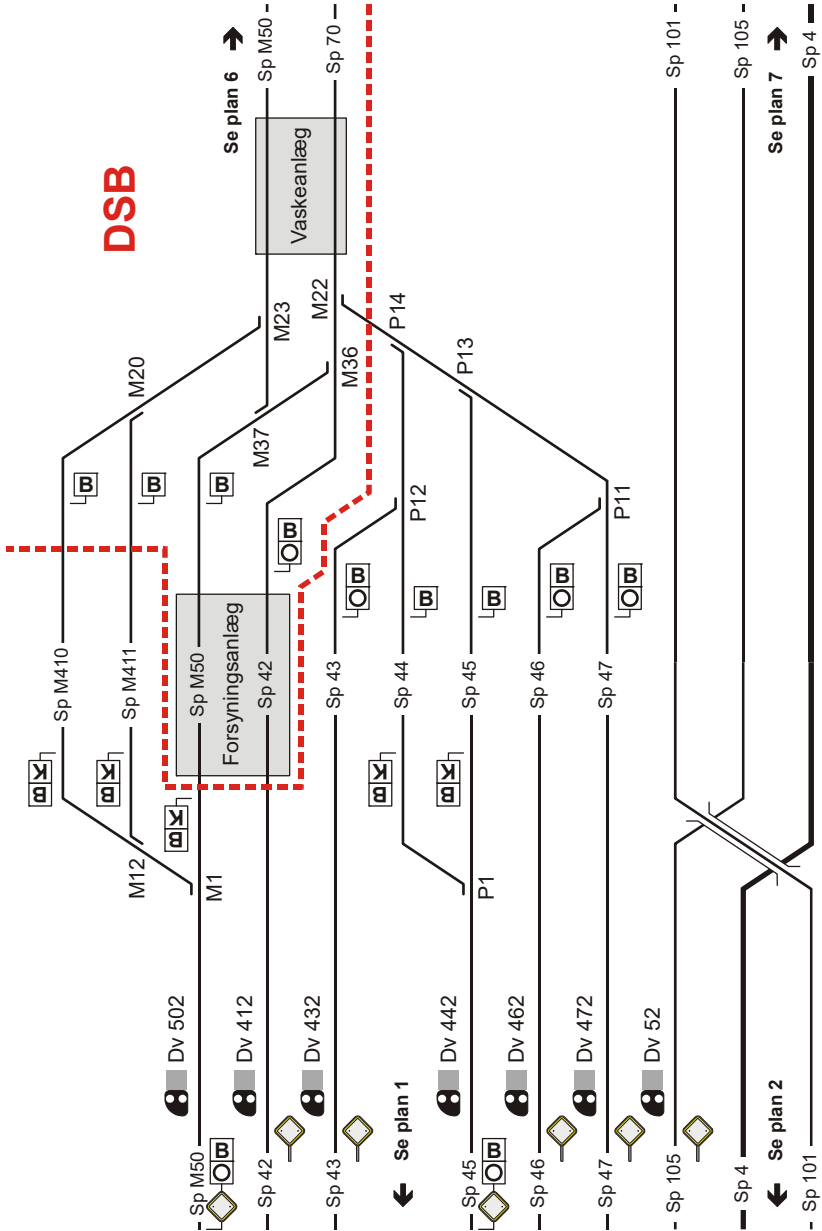 Se plan 6
Sp M50
Sp 70
Sp 101
Sp 105
Se plan 7
Sp 4
DSB
Vaskeanlæg
M20
M23
M22
P14
P13
M36
M37
B
B
B
B
P12
P11
B
B
B
B
B
Forsyningsanlæg
Sp M410
Sp M411
Sp M50
Sp 42
Sp 43
Sp 44
Sp 45
Sp 46
Sp 47
K B
K B
K B
K B
K B
M12
M1
P1
Dv 502
Dv 412
Dv 432
Dv 442
Dv 462
Dv 472
Dv 52
Se plan 1
Se plan 2
Sp M50
B
Sp 42
Sp 43
Sp 45
B
Sp 46
Sp 47
Sp 105
Sp 4
Sp 101